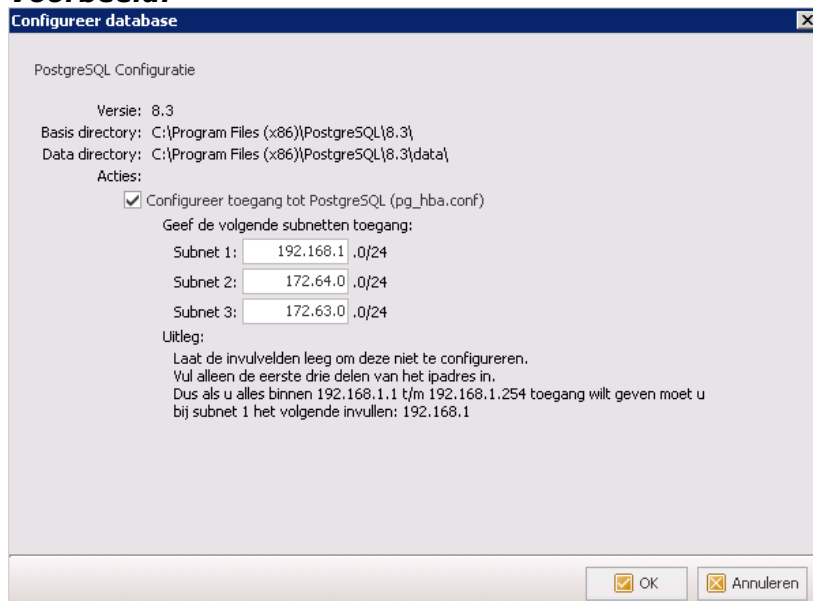 Voorbeeld:
Configureer database
PostgreSQL Configuratie
Versie: 8.3
Basis directory: C:\Program Files (x86)\PostgreSQL\8.3\
Data directory: C:\Program Files (x86)\PostgreSQL\8.3\data\
Acties:
Configureer toegang tot PostgreSQL (pg_hba.conf)
Geef de volgende subnetten toegang:
Subnet 1: 192.168.1 .0/24
Subnet 2: 172.64.0 .0/24
Subnet 3: 172.63.0 .0/24
Uitleg:
Laat de invulvelden leeg om deze niet te configureren.
Vul alleen de eerste drie delen van het ipadres in.
Dus als u alles binnen 192.168.1.1 t/m 192.168.1.254 toegang wilt geven moet u
bij subnet 1 het volgende invullen: 192.168.1
OK
Annuleren